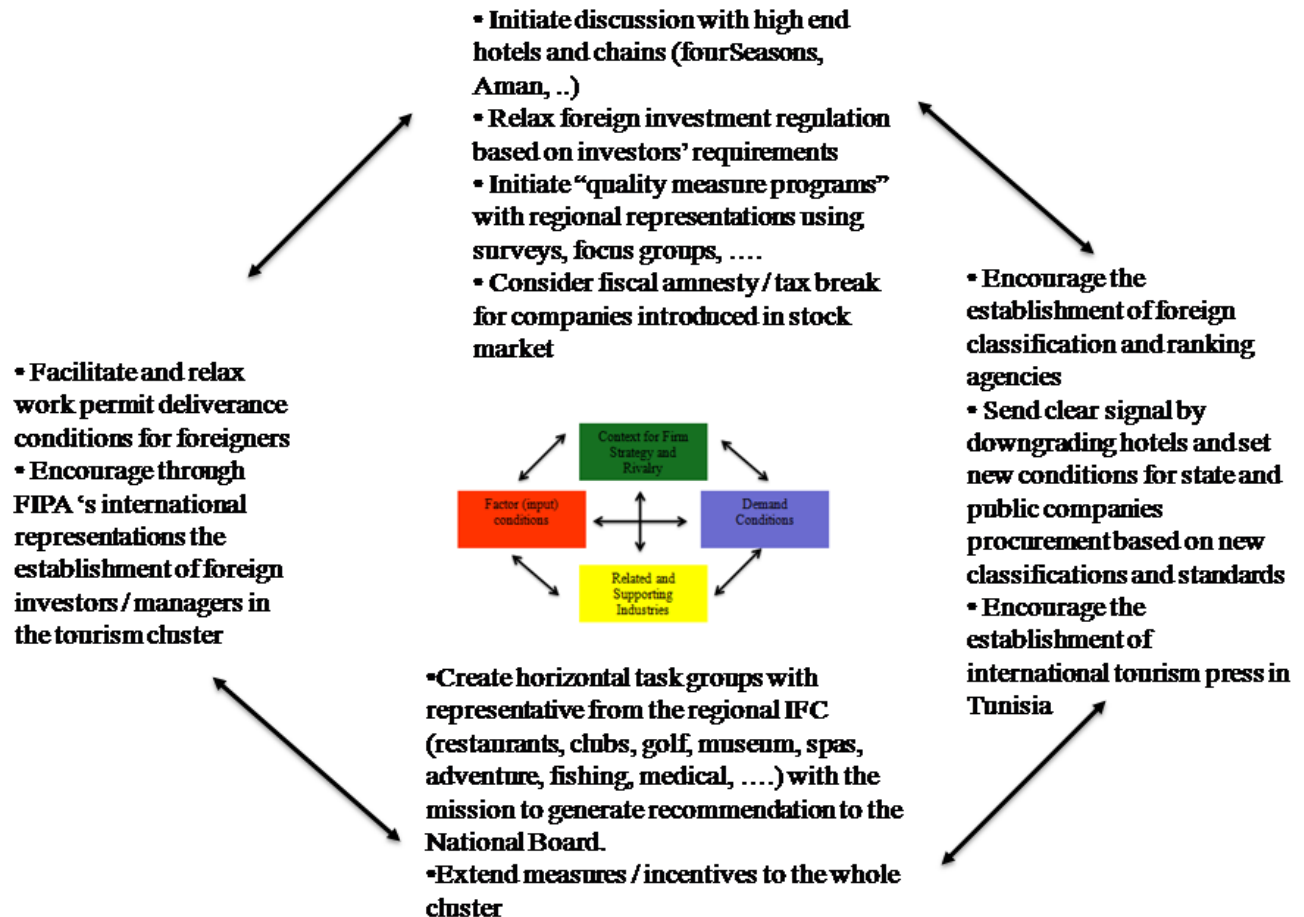 • Initiate discussion with high end
hotels and chains (fourSeasons,
Aman, ..)
• Relax foreign investment regulation
based on investors’ requirements
• Initiate “quality measure programs”
with regional representations using
surveys, focus groups, ….
• Consider fiscal amnesty / tax break
for companies introduced in stock
market
• Facilitate and relax
work permit deliverance
conditions for foreigners
• Encourage through
FIPA ‘s international
representations the
establishment of foreign
investors / managers in
the tourism cluster
Context for Firm
Strategy and
Rivalry
Factor (input)
conditions
Demand
Conditions
Related and
Supporting
Industries
• Encourage the
establishment of foreign
classification and ranking
agencies
• Send clear signal by
downgrading hotels and set
new conditions for state and
public companies
procurement based on new
classifications and standards
• Encourage the
establishment of
international tourism press in
Tunisia
•Create horizontal task groups with
representative from the regional IFC
(restaurants, clubs, golf, museum, spas,
adventure, fishing, medical, ….) with the
mission to generate recommendation to the
National Board.
•Extend measures / incentives to the whole
cluster